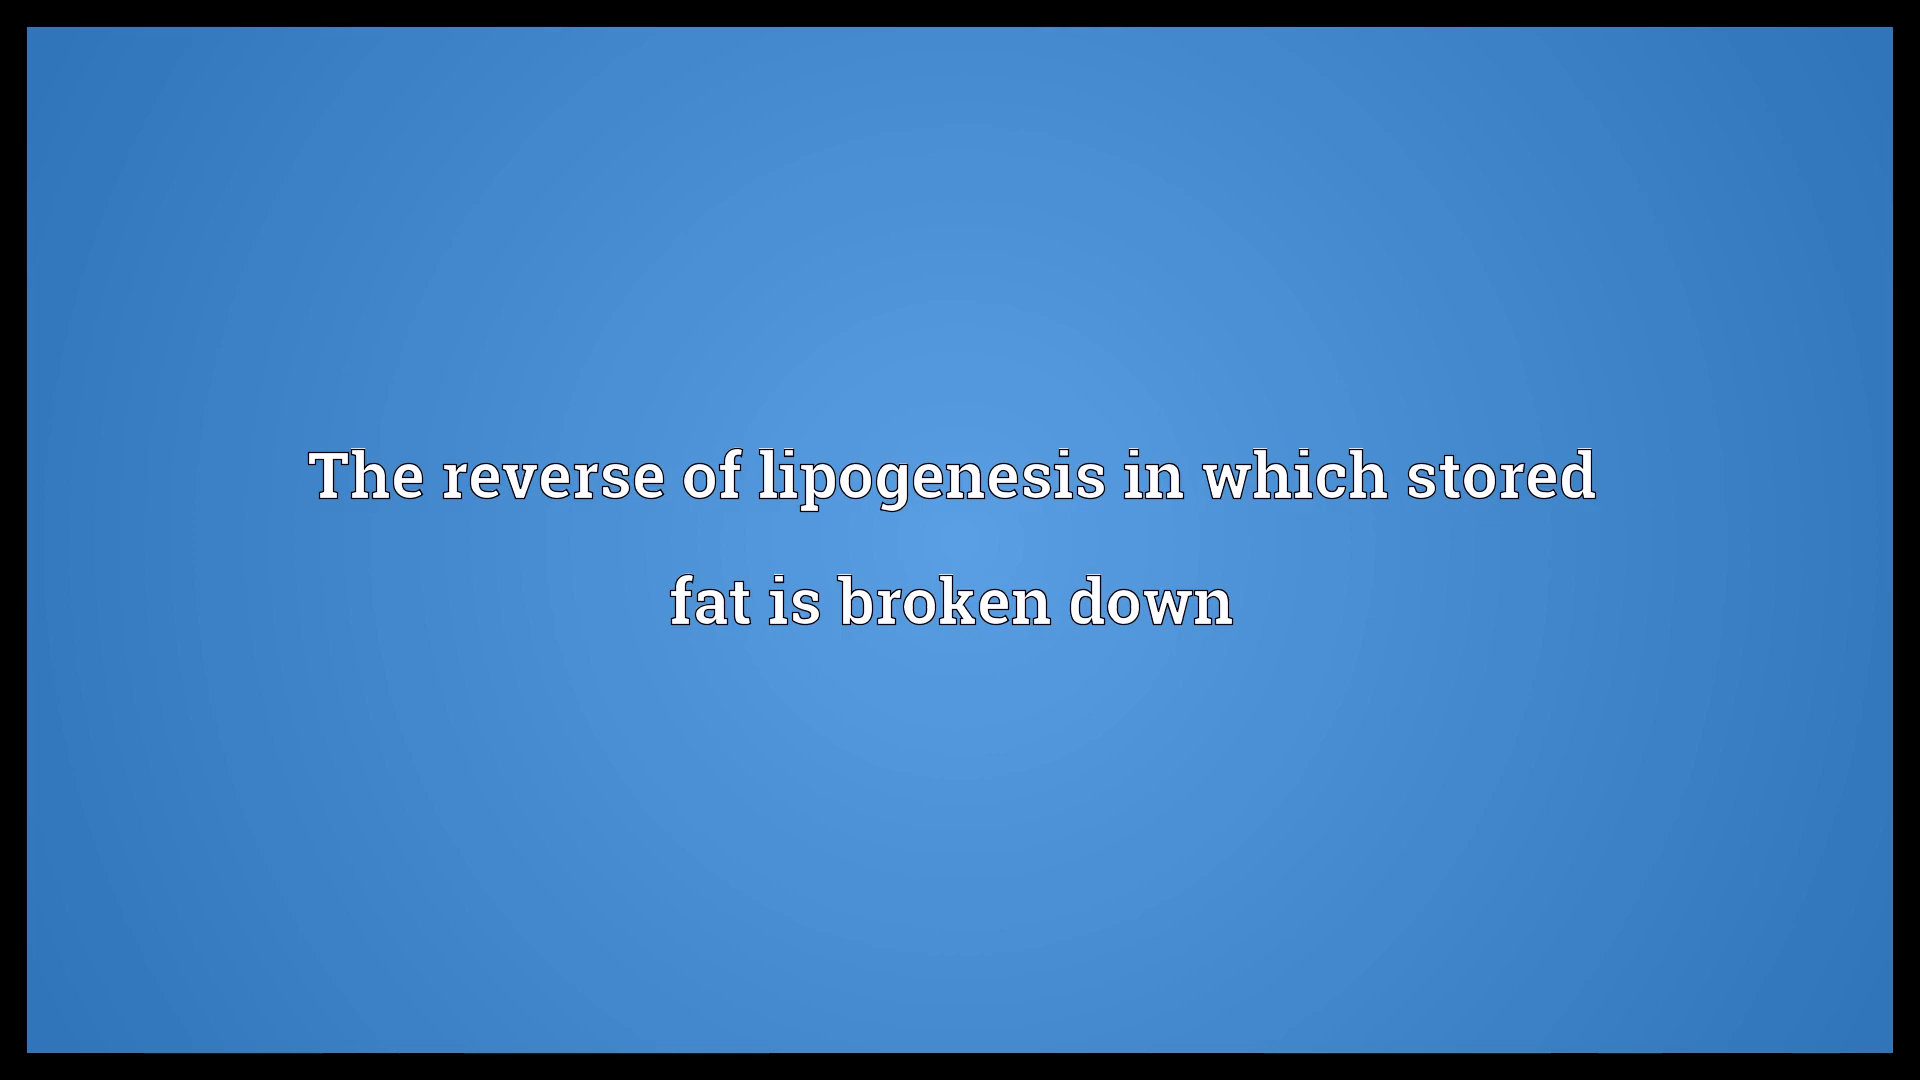 The reverse of lipogenesis in which stored
fat is broken down